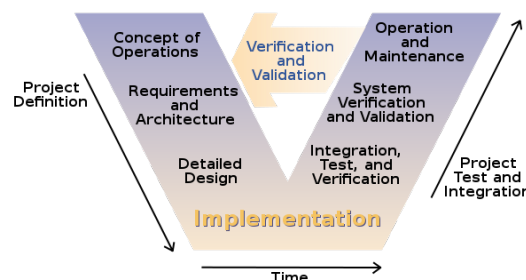 Concept of
Operations
Verification
and
Validation
Operation
and
Maintenance
Project
Definition
Requirements
and
Architecture
System
Verification
and Validation
Detailed
Design
Integration,
Test, and
Verification
Project
Test and
Integration
Implementation
Time